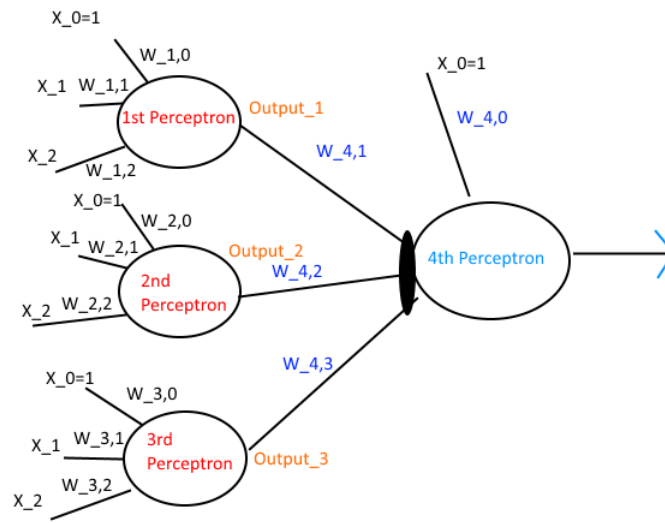 X_0=1
W_1,0
X_1
W_1,1
1st Perceptron
Output_1
X_2
W_1,2
X_0=1
W_4,0
W_4,1
X_0=1
W_2,0
X_1
W_2,1
Output_2
2nd
Perceptron
W_4,2
4th Perceptron
X_2
W_2,2
X_0=1
W_3,0
W_4,3
X_1
W_3,1
3rd
Perceptron
Output_3
X_2
W_3,2